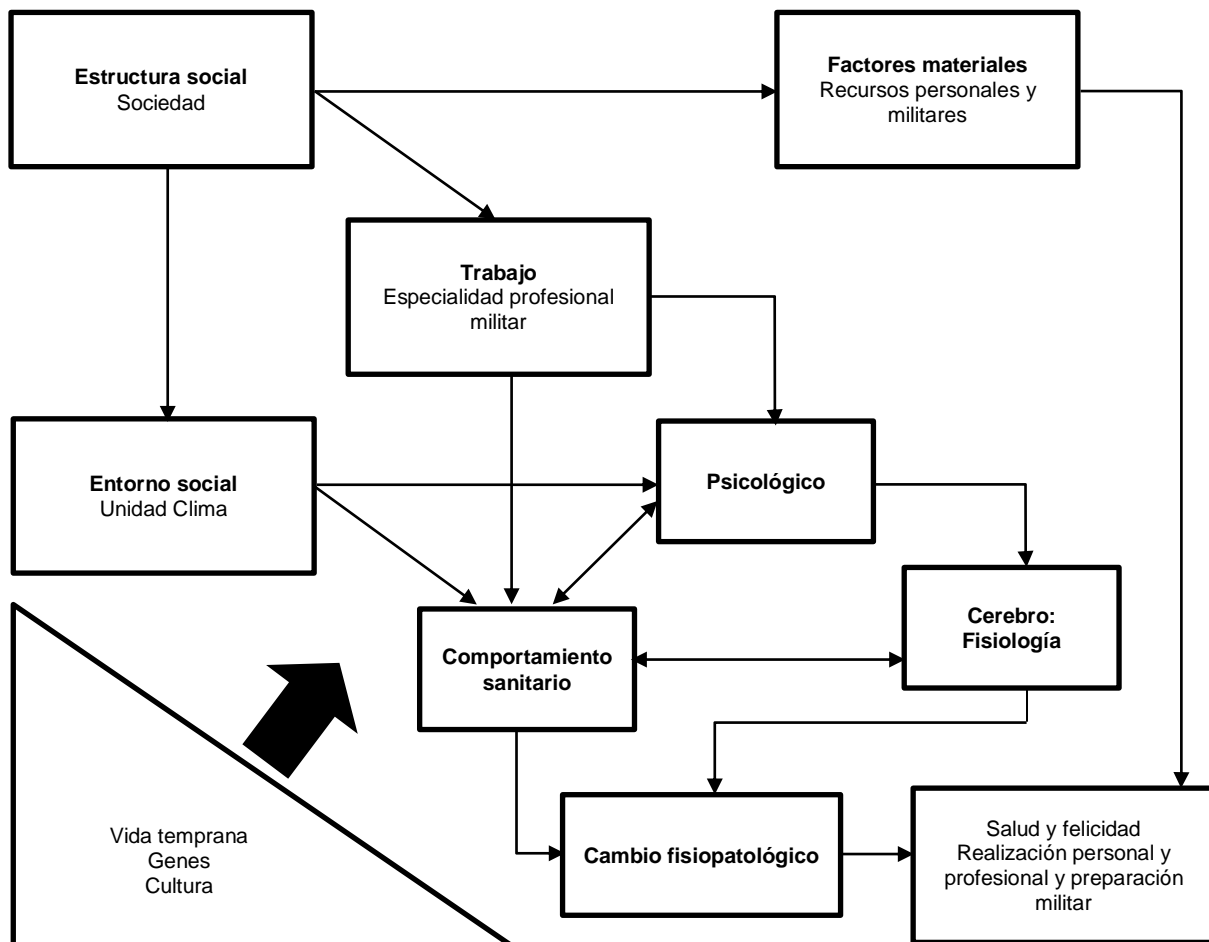 Estructura social
Sociedad
Factores materiales
Recursos personales y
militares
Trabajo
Especialidad profesional
militar
Entorno social
Unidad Clima
Psicológico
Cerebro:
Fisiología
Comportamiento
sanitario
Vida temprana
Genes
Cultura
Cambio fisiopatológico
Salud y felicidad
Realización personal y
profesional y preparación
militar